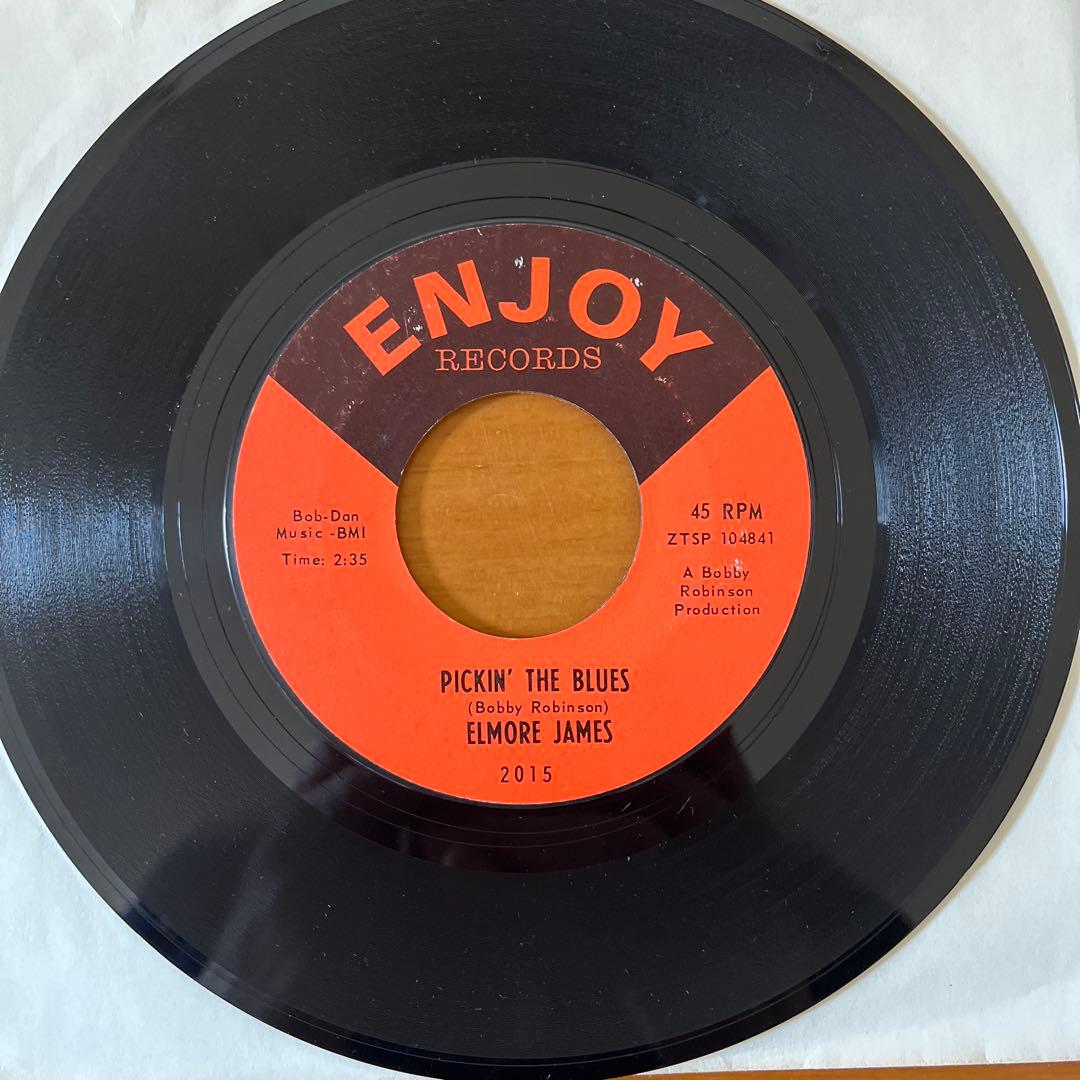 ENJOY
RECORDS
Bob-Dan
Music -BMI
Time: 2:35
45 RPM
ZTSP 104841
A Bobby
Robinson
Production
PICKIN' THE BLUES
(Bobby Robinson)
ELMORE JAMES
2015